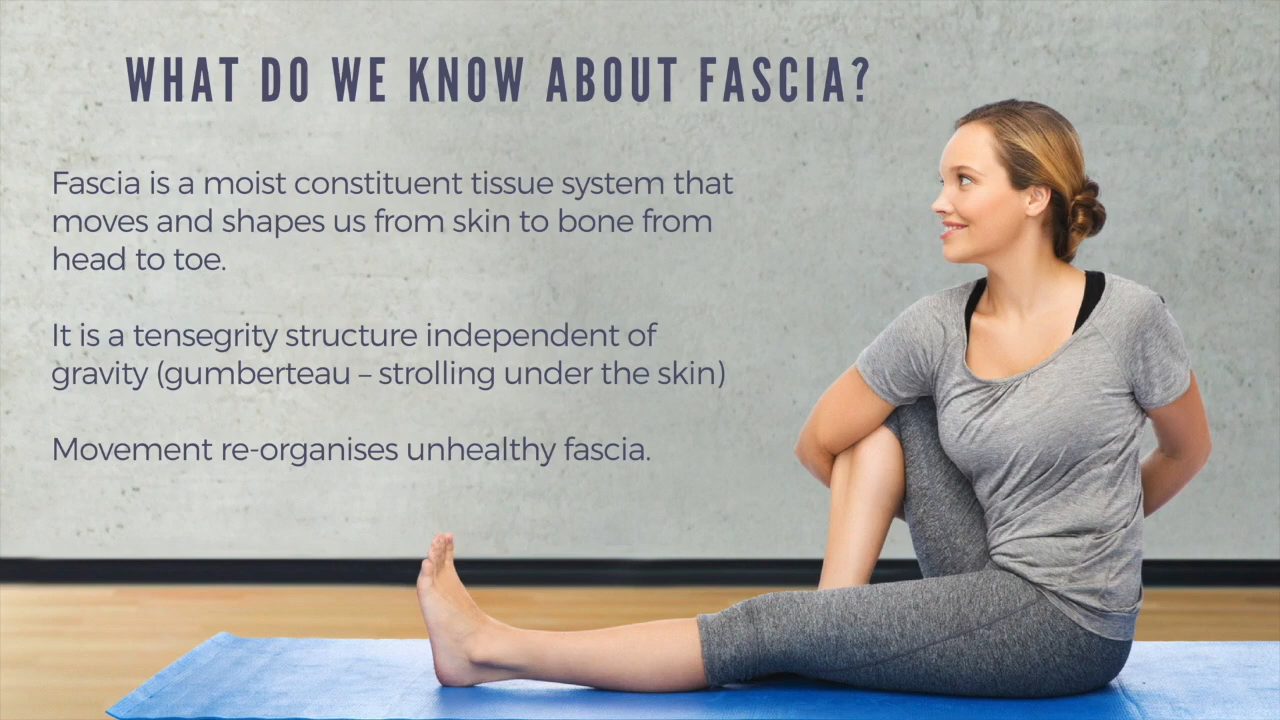 WHAT DO WE KNOW ABOUT FASCIA?
Fascia is a moist constituent tissue system that
moves and shapes us from skin to bone from
head to toe.
It is a tensegrity structure independent of
gravity (gumberteau – strolling under the skin)
Movement re-organises unhealthy fascia.